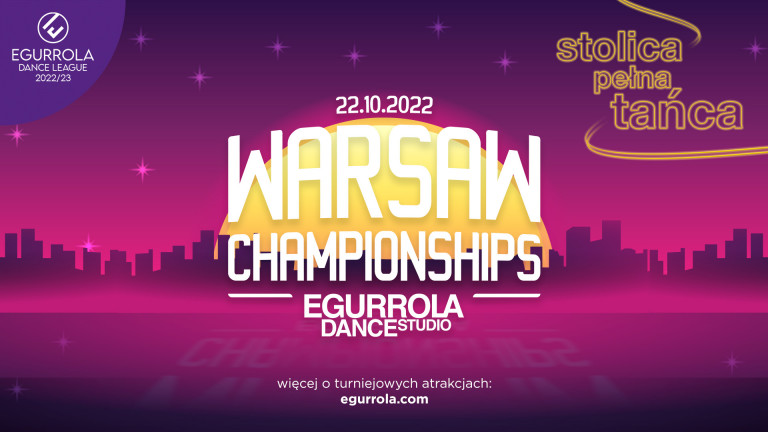 EGURROLA
DANCE LEAGUE
2022/23
stolica
pełna
tańca
22.10.2022
WARSAW
CHAMPIONSHIPS
EGURROLA
DANCE STUDIO
więcej o turniejowych atrakcjach:
egurrola.com